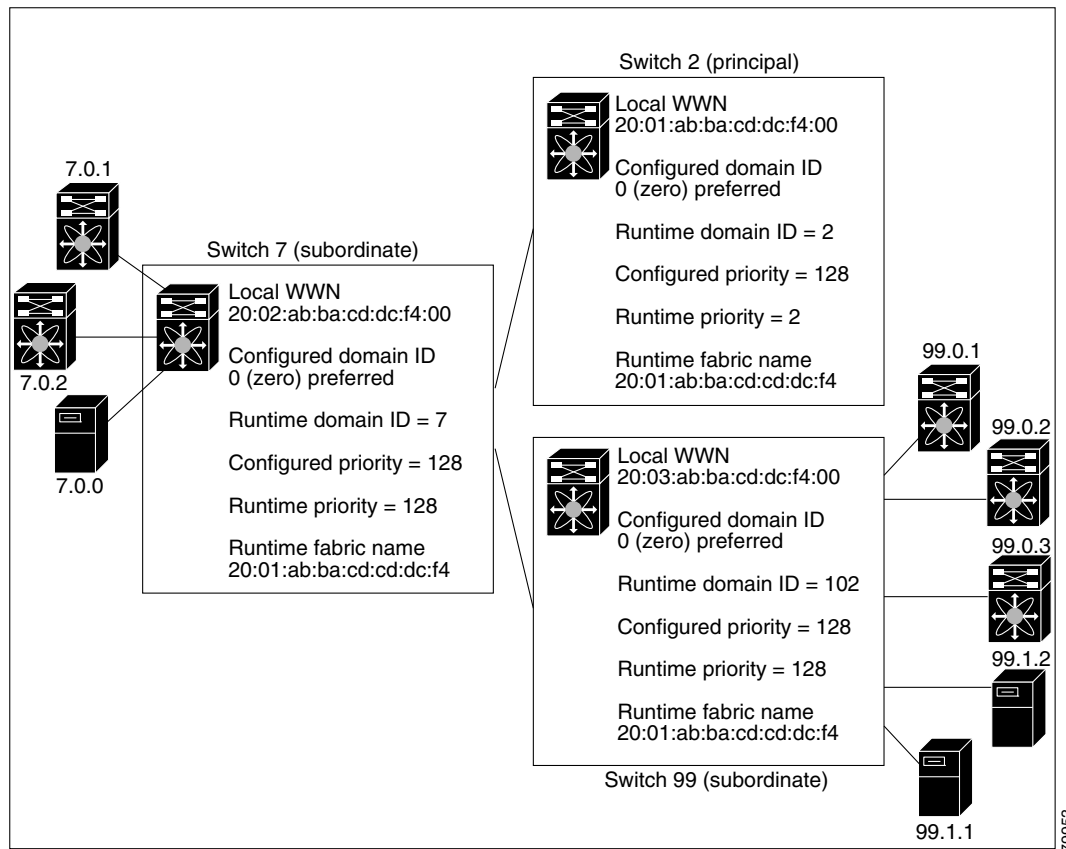 Switch 2 (principal)
Local WWN
20:01:ab:ba:cd:dc:f4:00
Configured domain ID
0 (zero) preferred
Runtime domain ID = 2
Configured priority = 128
Runtime priority = 2
Runtime fabric name
20:01:ab:ba:cd:cd:dc:f4
7.0.1
7.0.2
7.0.0
Switch 7 (subordinate)
Local WWN
20:02:ab:ba:cd:dc:f4:00
Configured domain ID
0 (zero) preferred
Runtime domain ID = 7
Configured priority = 128
Runtime priority = 128
Runtime fabric name
20:01:ab:ba:cd:cd:dc:f4
Local WWN
20:03:ab:ba:cd:dc:f4:00
Configured domain ID
0 (zero) preferred
Runtime domain ID = 102
Configured priority = 128
Runtime priority = 128
Runtime fabric name
20:01:ab:ba:cd:cd:dc:f4
Switch 99 (subordinate)
99.0.1
99.0.2
99.0.3
99.1.2
99.1.1